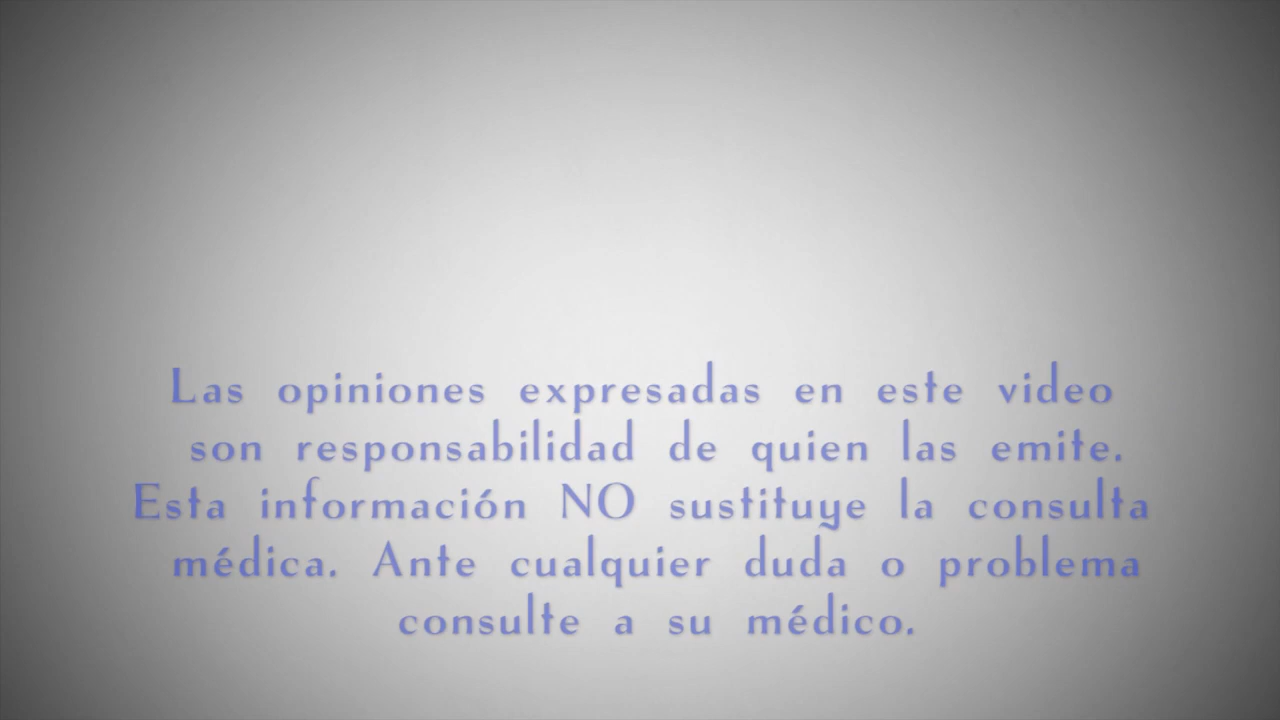 Las opiniones expresadas en este video
son responsabilidad de quien las emite.
Esta información NO sustituye la consulta
médica. Ante cualquier duda o problema
consulte a su médico.